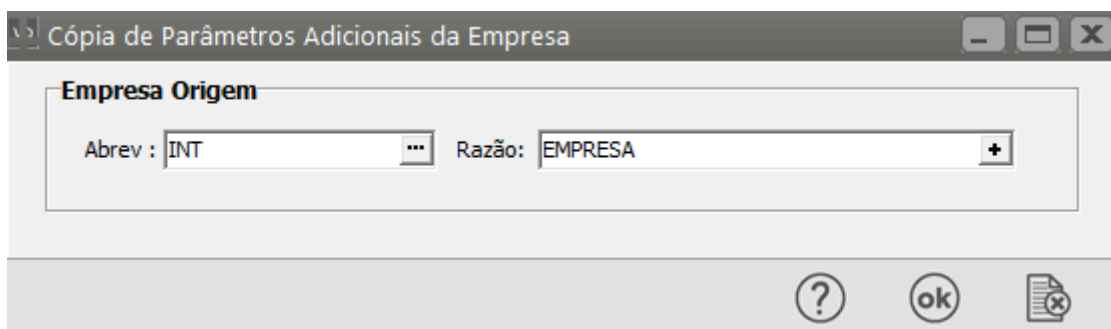 Cópia de Parâmetros Adicionais da Empresa
Empresa Origem
Abrev : INT ... Razão: EMPRESA +
? ok